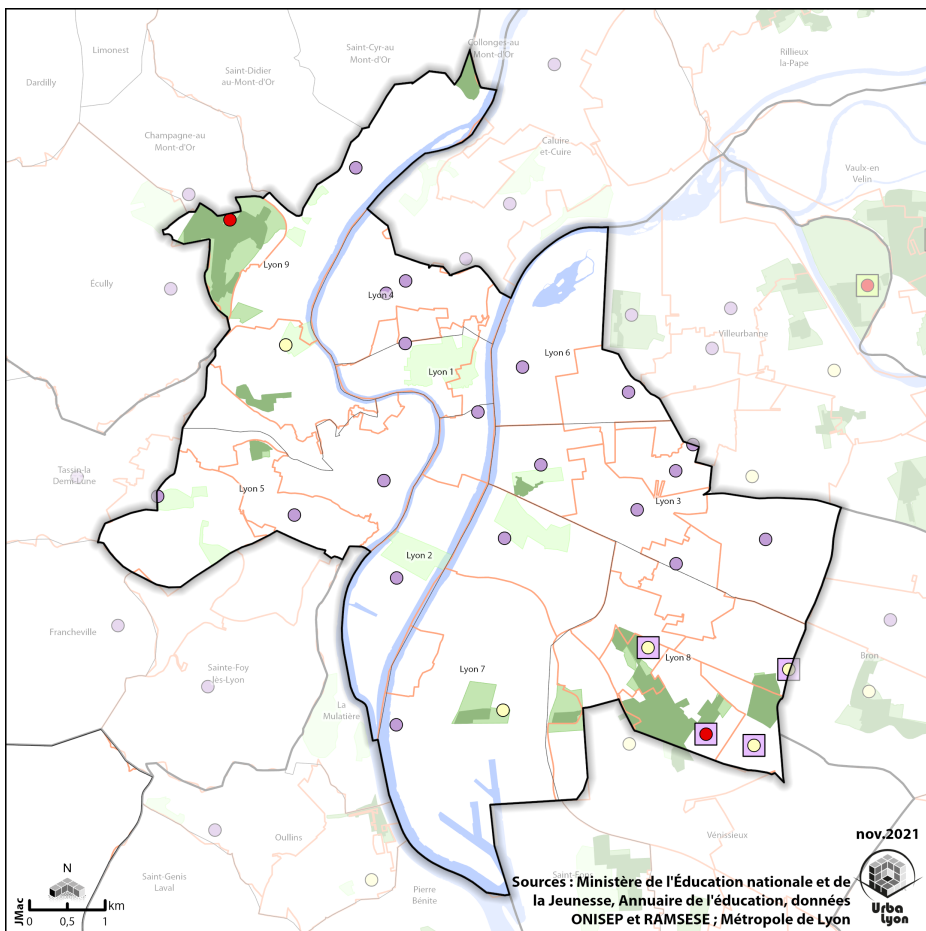 Limonest
Dardilly
Saint-Didier
au-Mont-d'Or
Saint-Cyr-au
Mont-d'Or
Collonges-au
Mont-d'Or
Rillieux
la-Pape
Champagne-au
Mont-d'Or
Caluire
et-Cuire
Vaulx-en
Velin
Écully
Lyon 9
Lyon 4
Villeurbanne
Lyon 6
Lyon 1
Tassin-la
Demi-Lune
Lyon 5
Lyon 3
Lyon 2
Francheville
Sainte-Foy
lès-Lyon
Lyon 7
Lyon 8
Bron
La
Mulatière
Vénissieux
Oullins
Saint-Genis
Laval
Pierre
Bénite
Saint-Fons
nov.2021
Sources : Ministère de l'Éducation nationale et de
la Jeunesse, Annuaire de l'éducation, données
ONISEP et RAMSESE ; Métropole de Lyon
Urba
Lyon
N
JMac
0 0,5 1 km